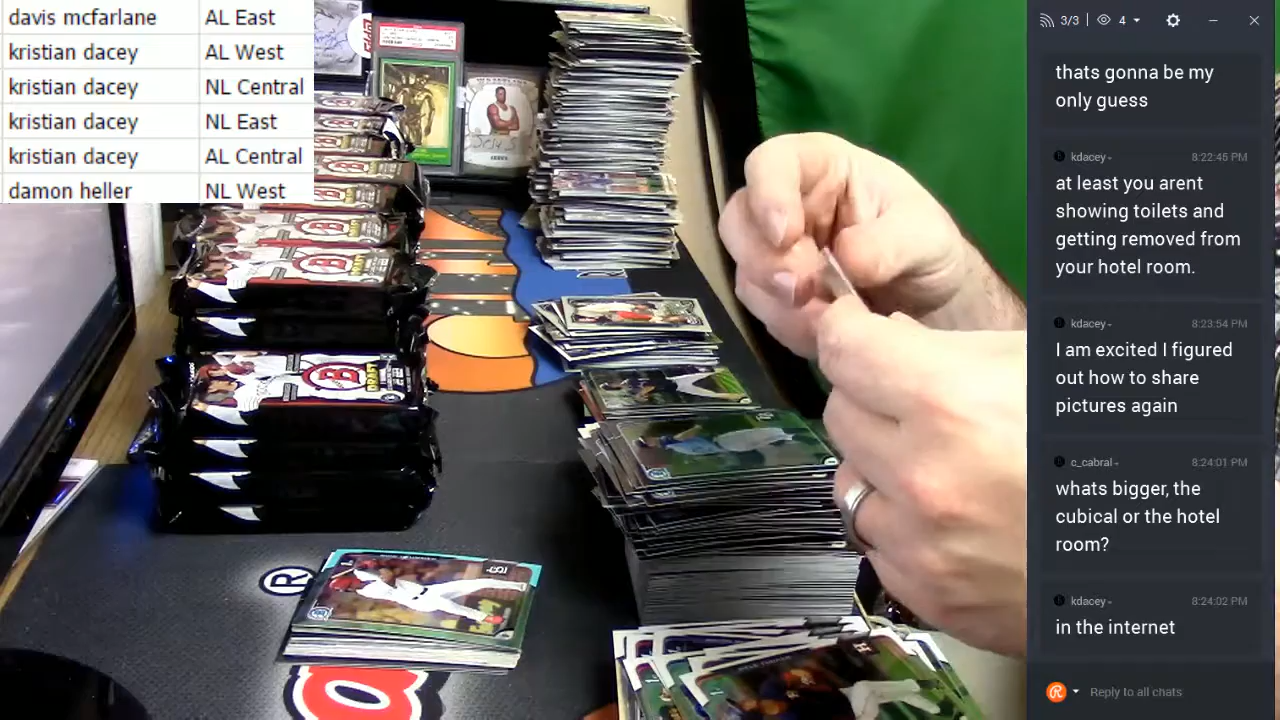 davis mcfarlane AL East
kristian dacey AL West
kristian dacey NL Central
kristian dacey NL East
kristian dacey AL Central
damon heller NL West
3/3 4
thats gonna be my
only guess
kdacey 8:22:45 PM
at least you arent
showing toilets and
getting removed from
your hotel room.
kdacey 8:23:54 PM
I am excited I figured
out how to share
pictures again
c_cabral 8:24:01 PM
whats bigger, the
cubical or the hotel
room?
kdacey 8:24:02 PM
in the internet
Reply to all chats
B
DRAFT
®